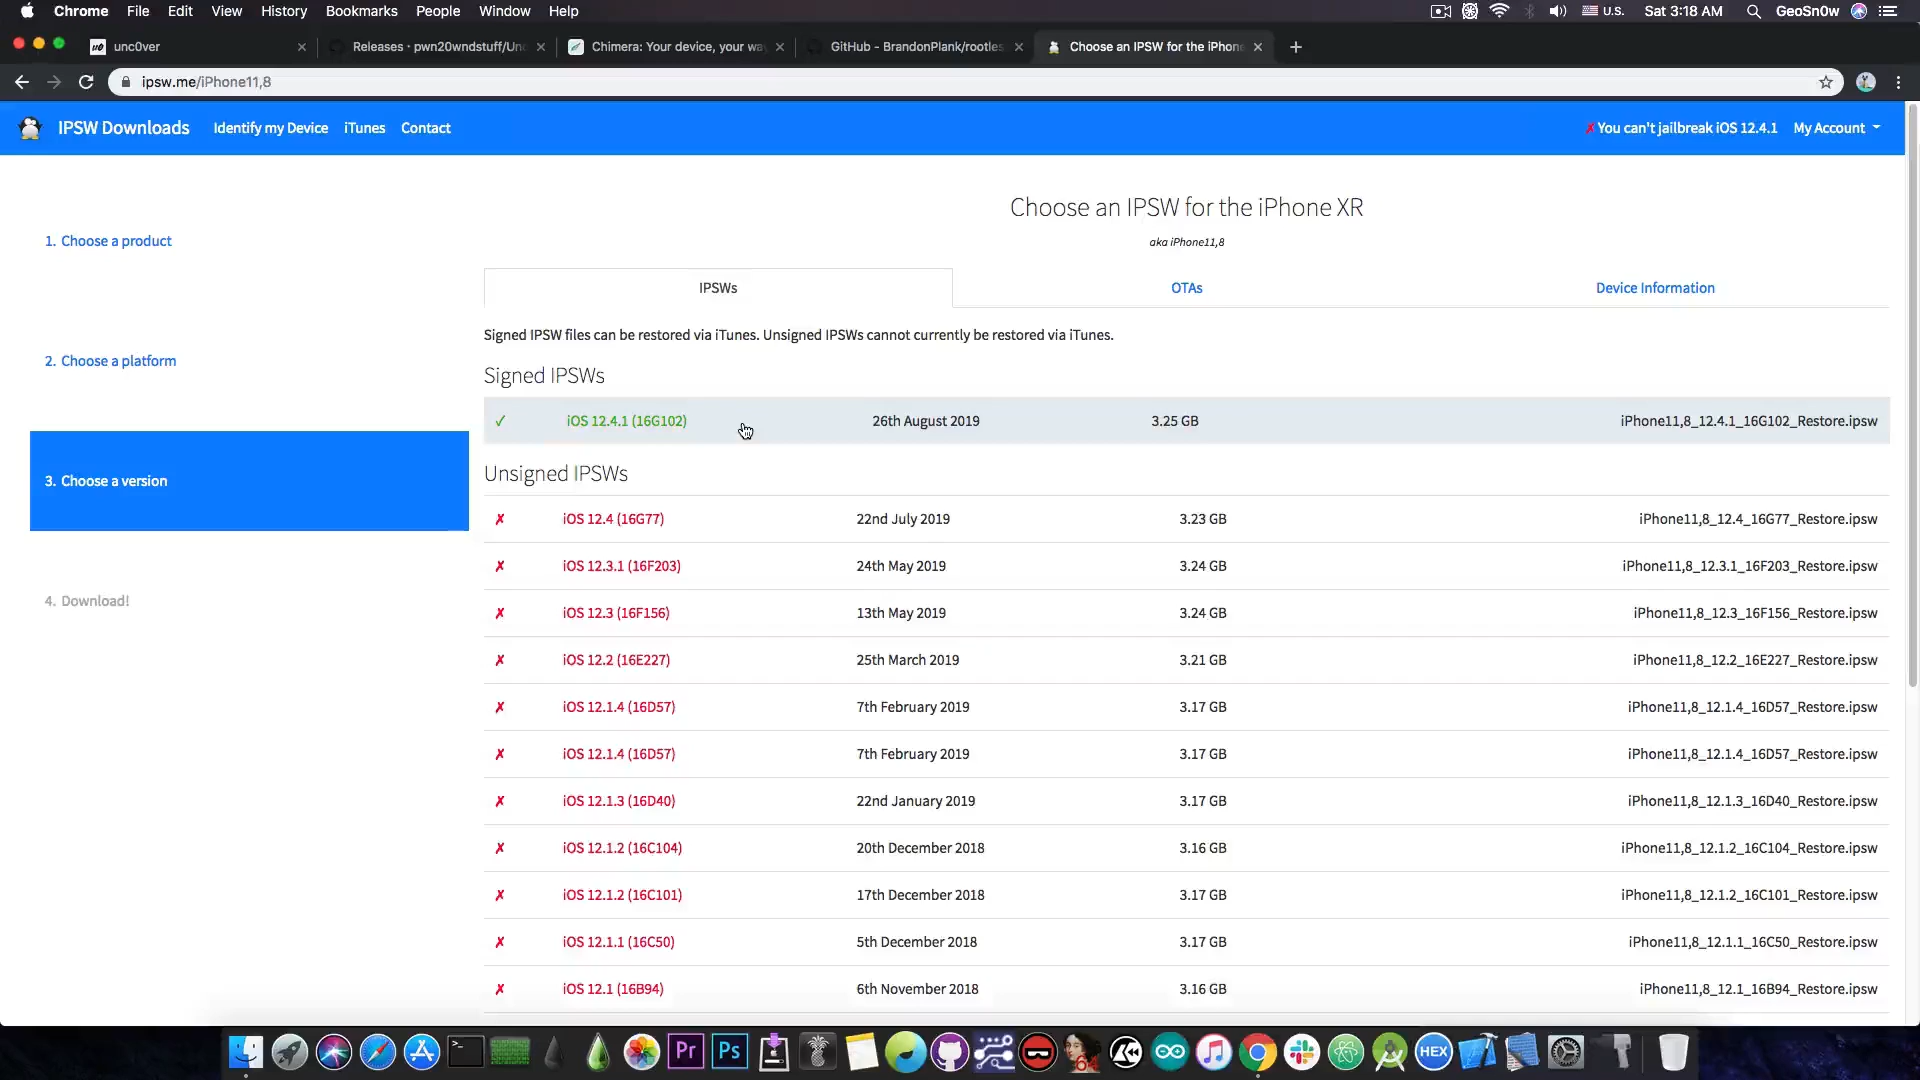 Chrome File Edit View History Bookmarks People Window Help U.S. Sat 3:18 AM GeoSn0w
unc0ver Releases · pwn20wndstuff/Unc Chimera: Your device, your way GitHub - BrandonPlank/rootles Choose an IPSW for the iPhone
ipsw.me/iPhone11,8
IPSW Downloads Identify my Device iTunes Contact ✗You can't jailbreak iOS 12.4.1 My Account
Choose an IPSW for the iPhone XR
aka iPhone11,8
1. Choose a product
2. Choose a platform
3. Choose a version
4. Download!
IPSWs OTAs Device Information
Signed IPSW files can be restored via iTunes. Unsigned IPSWs cannot currently be restored via iTunes.
Signed IPSWs
✓ iOS 12.4.1 (16G102) 26th August 2019 3.25 GB iPhone11,8_12.4.1_16G102_Restore.ipsw
Unsigned IPSWs
✗ iOS 12.4 (16G77) 22nd July 2019 3.23 GB iPhone11,8_12.4_16G77_Restore.ipsw
✗ iOS 12.3.1 (16F203) 24th May 2019 3.24 GB iPhone11,8_12.3.1_16F203_Restore.ipsw
✗ iOS 12.3 (16F156) 13th May 2019 3.24 GB iPhone11,8_12.3_16F156_Restore.ipsw
✗ iOS 12.2 (16E227) 25th March 2019 3.21 GB iPhone11,8_12.2_16E227_Restore.ipsw
✗ iOS 12.1.4 (16D57) 7th February 2019 3.17 GB iPhone11,8_12.1.4_16D57_Restore.ipsw
✗ iOS 12.1.4 (16D57) 7th February 2019 3.17 GB iPhone11,8_12.1.4_16D57_Restore.ipsw
✗ iOS 12.1.3 (16D40) 22nd January 2019 3.17 GB iPhone11,8_12.1.3_16D40_Restore.ipsw
✗ iOS 12.1.2 (16C104) 20th December 2018 3.16 GB iPhone11,8_12.1.2_16C104_Restore.ipsw
✗ iOS 12.1.2 (16C101) 17th December 2018 3.17 GB iPhone11,8_12.1.2_16C101_Restore.ipsw
✗ iOS 12.1.1 (16C50) 5th December 2018 3.17 GB iPhone11,8_12.1.1_16C50_Restore.ipsw
✗ iOS 12.1 (16B94) 6th November 2018 3.16 GB iPhone11,8_12.1_16B94_Restore.ipsw
Pr Ps 64 HEX